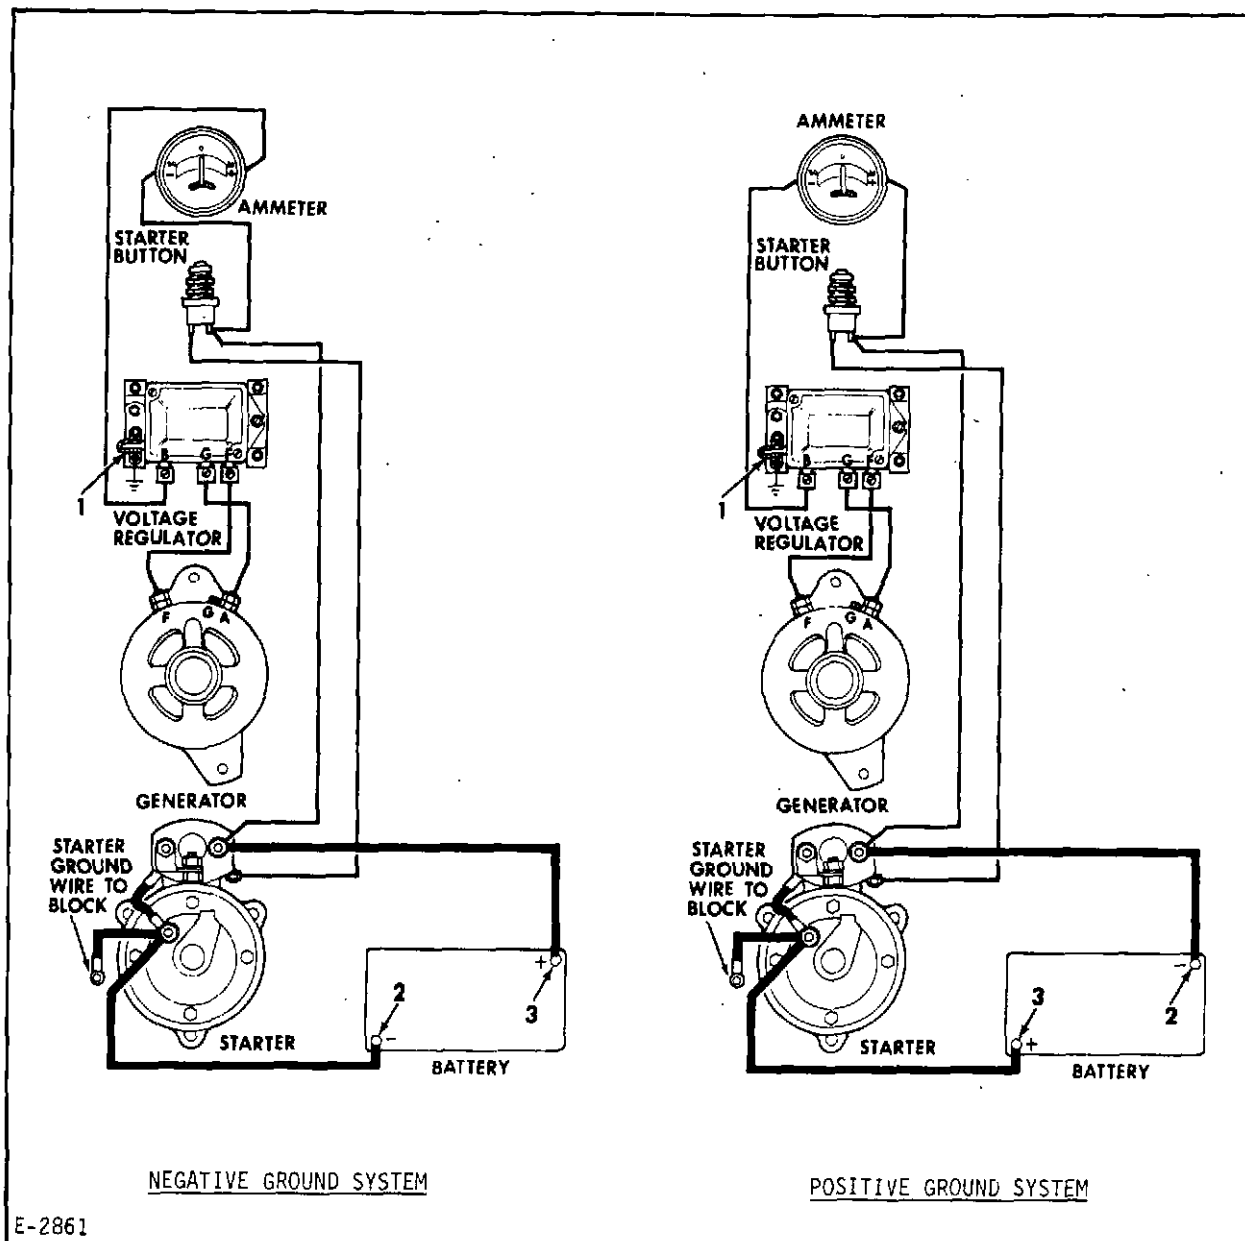 AMMETER
STARTER
BUTTON
- +
B G F
1
VOLTAGE
REGULATOR
F G A
GENERATOR
STARTER
GROUND
WIRE TO
BLOCK
+
3
2
-
STARTER
BATTERY
NEGATIVE GROUND SYSTEM
AMMETER
STARTER
BUTTON
- +
B G F
1
VOLTAGE
REGULATOR
F G A
GENERATOR
STARTER
GROUND
WIRE TO
BLOCK
-
2
3
+
STARTER
BATTERY
POSITIVE GROUND SYSTEM
E-2861